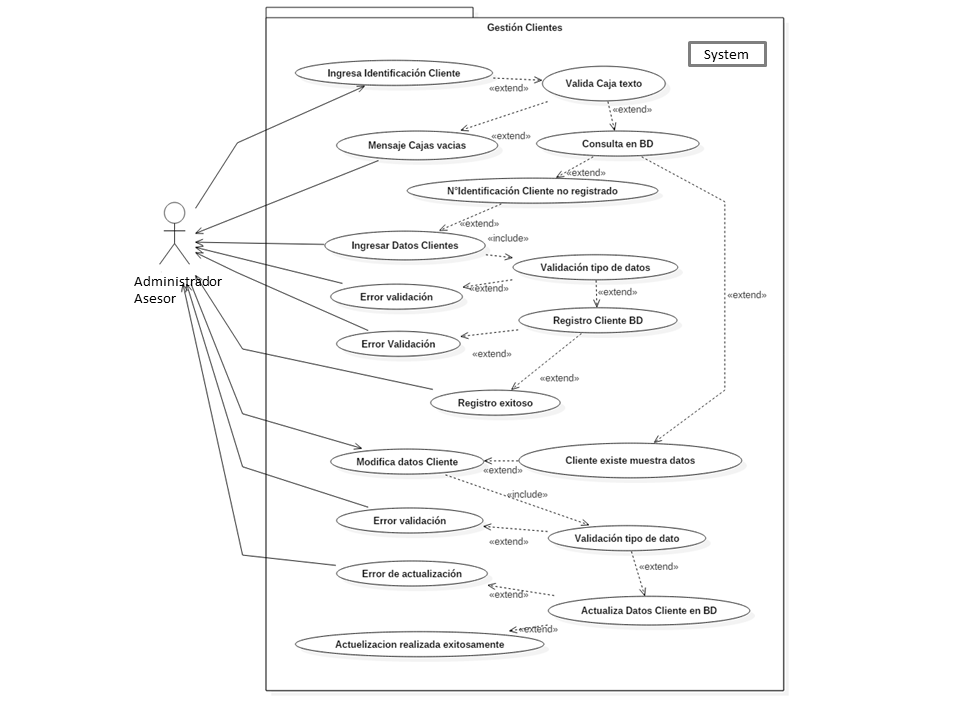 Gestión Clientes
System
Ingresa Identificación Cliente
«extend»
Valida Caja texto
«extend»
«extend»
Mensaje Cajas vacias
Consulta en BD
«extend»
N°Identificación Cliente no registrado
«extend»
«include»
Ingresar Datos Clientes
Validación tipo de datos
Administrador
Asesor
«extend»
«extend»
«extend»
Error validación
Registro Cliente BD
Error Validación
«extend»
«extend»
Registro exitoso
Modifica datos Cliente
Cliente existe muestra datos
«extend»
«include»
Error validación
Validación tipo de dato
«extend»
«extend»
Error de actualización
«extend»
Actualiza Datos Cliente en BD
«extend»
Actuelizacion realizada exitosamente